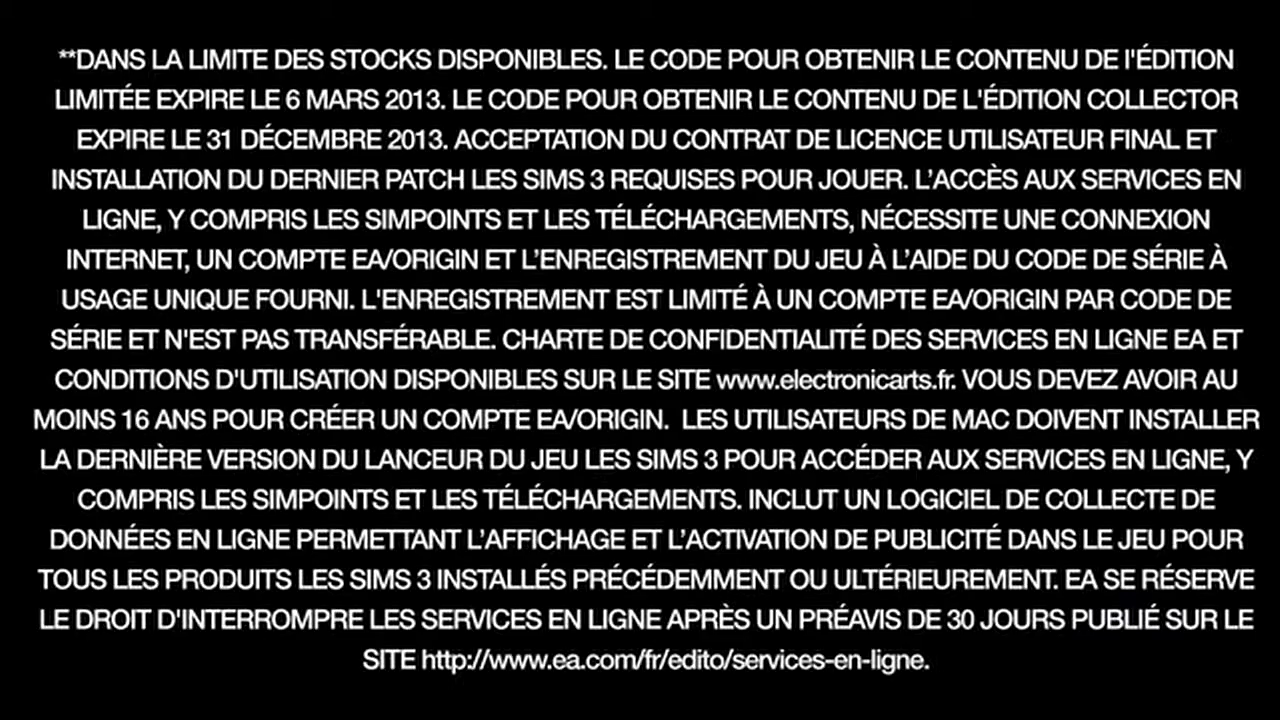 **DANS LA LIMITE DES STOCKS DISPONIBLES. LE CODE POUR OBTENIR LE CONTENU DE l'ÉDITION
LIMITÉE EXPIRE LE 6 MARS 2013. LE CODE POUR OBTENIR LE CONTENU DE L'ÉDITION COLLECTOR
EXPIRE LE 31 DÉCEMBRE 2013. ACCEPTATION DU CONTRAT DE LICENCE UTILISATEUR FINAL ET
INSTALLATION DU DERNIER PATCH LES SIMS 3 REQUISES POUR JOUER. L’ACCÈS AUX SERVICES EN
LIGNE, Y COMPRIS LES SIMPOINTS ET LES TÉLÉCHARGEMENTS, NÉCESSITE UNE CONNEXION
INTERNET, UN COMPTE EA/ORIGIN ET L’ENREGISTREMENT DU JEU À L’AIDE DU CODE DE SÉRIE À
USAGE UNIQUE FOURNI. L'ENREGISTREMENT EST LIMITÉ À UN COMPTE EA/ORIGIN PAR CODE DE
SÉRIE ET N'EST PAS TRANSFÉRABLE. CHARTE DE CONFIDENTIALITÉ DES SERVICES EN LIGNE EA ET
CONDITIONS D'UTILISATION DISPONIBLES SUR LE SITE www.electronicarts.fr. VOUS DEVEZ AVOIR AU
MOINS 16 ANS POUR CRÉER UN COMPTE EA/ORIGIN.  LES UTILISATEURS DE MAC DOIVENT INSTALLER
LA DERNIÈRE VERSION DU LANCEUR DU JEU LES SIMS 3 POUR ACCÉDER AUX SERVICES EN LIGNE, Y
COMPRIS LES SIMPOINTS ET LES TÉLÉCHARGEMENTS. INCLUT UN LOGICIEL DE COLLECTE DE
DONNÉES EN LIGNE PERMETTANT L’AFFICHAGE ET L’ACTIVATION DE PUBLICITÉ DANS LE JEU POUR
TOUS LES PRODUITS LES SIMS 3 INSTALLÉS PRÉCÉDEMMENT OU ULTÉRIEUREMENT. EA SE RÉSERVE
LE DROIT D'INTERROMPRE LES SERVICES EN LIGNE APRÈS UN PRÉAVIS DE 30 JOURS PUBLIÉ SUR LE
SITE http://www.ea.com/fr/edito/services-en-ligne.